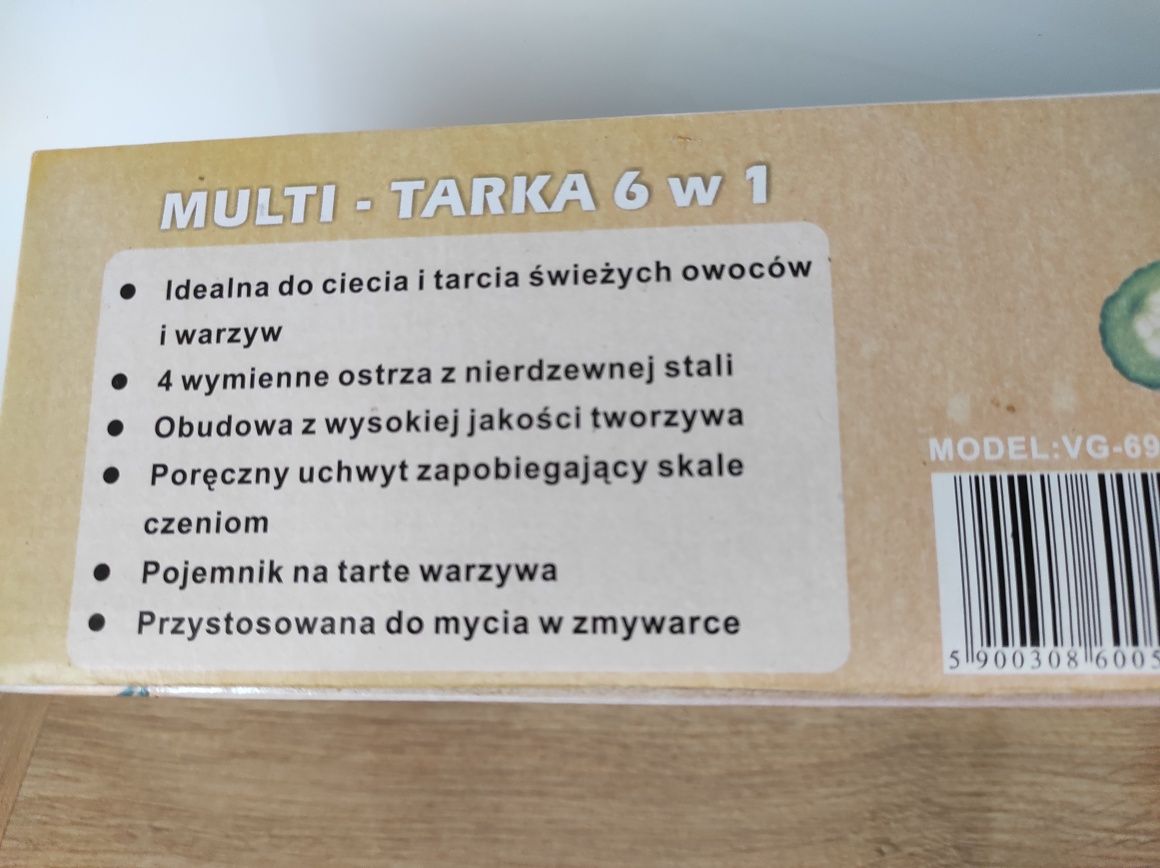 MULTI - TARKA 6 w 1
● Idealna do ciecia i tarcia świeżych owoców
i warzyw
● 4 wymienne ostrza z nierdzewnej stali
● Obudowa z wysokiej jakości tworzywa
● Poręczny uchwyt zapobiegający skale
czeniom
● Pojemnik na tarte warzywa
● Przystosowana do mycia w zmywarce
MODEL:VG-69
5 900308 6005